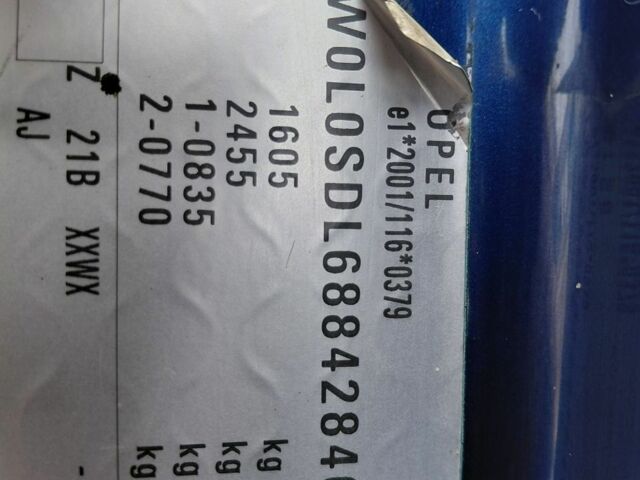 OPEL
e1*2001/116*0379
W0L0SDL6884284
1605 kg
2455 kg
1-0835 kg
2-0770 kg
Z 21B XXWX -
AJ